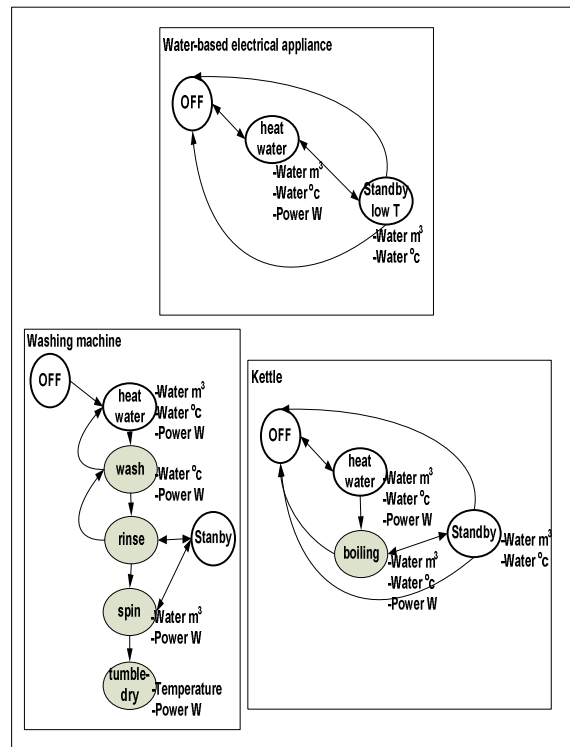 Water-based electrical appliance
OFF
heat
water
-Water m³
-Water °c
-Power W
Standby
low T
-Water m³
-Water °c
Washing machine
OFF
heat
water
-Water m³
-Water °c
-Power W
wash
-Water °c
-Power W
rinse
Stanby
spin
-Water m³
-Power W
tumble-
dry
-Temperature
-Power W
Kettle
OFF
heat
water
-Water m³
-Water °c
-Power W
boiling
-Water m³
-Water °c
-Power W
Standby
-Water m³
-Water °c